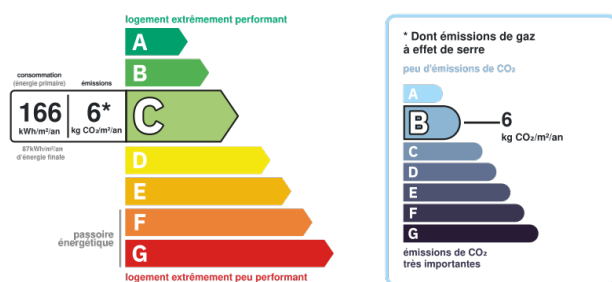 logement extrêmement performant
A
B
consommation
(énergie primaire)
émissions
166
kWh/m²/an
6*
kg CO₂/m²/an
C
87kWh/m²/an
d'énergie finale
D
E
F
passoire
énergétique
G
logement extrêmement peu performant
* Dont émissions de gaz
à effet de serre
peu d'émissions de CO₂
A
B
6
kg CO₂/m²/an
C
D
E
F
G
émissions de CO₂
très importantes